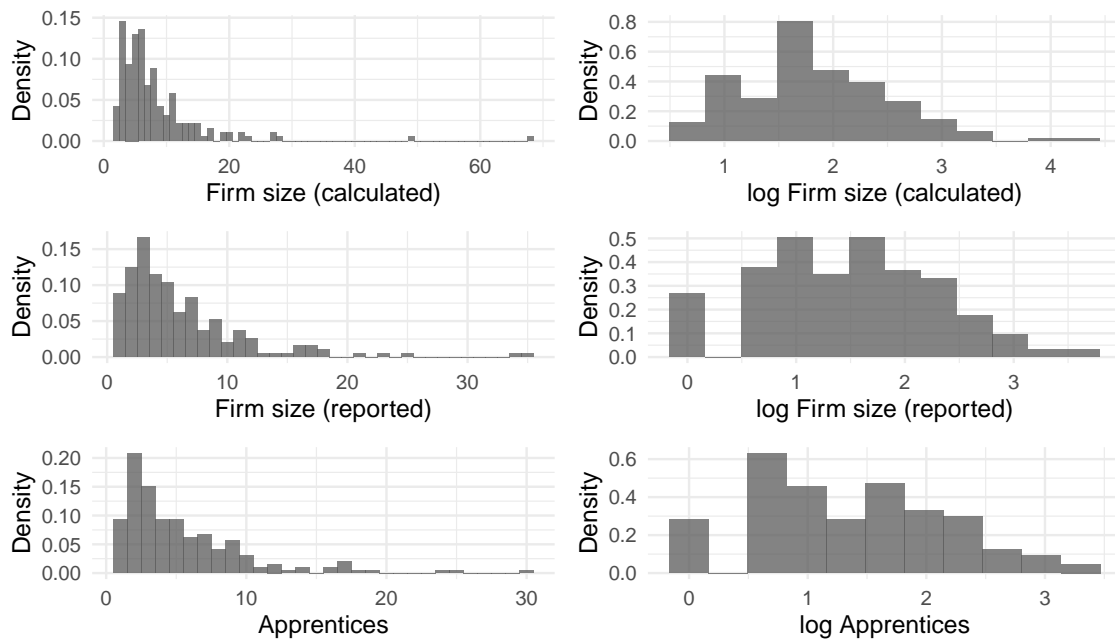 Density
0.15
0.10
0.05
0.00
0 20 40 60
Firm size (calculated)
Density
0.8
0.6
0.4
0.2
0.0
1 2 3 4
log Firm size (calculated)
Density
0.15
0.10
0.05
0.00
0 10 20 30
Firm size (reported)
Density
0.5
0.4
0.3
0.2
0.1
0.0
0 1 2 3
log Firm size (reported)
Density
0.20
0.15
0.10
0.05
0.00
0 10 20 30
Apprentices
Density
0.6
0.4
0.2
0.0
0 1 2 3
log Apprentices